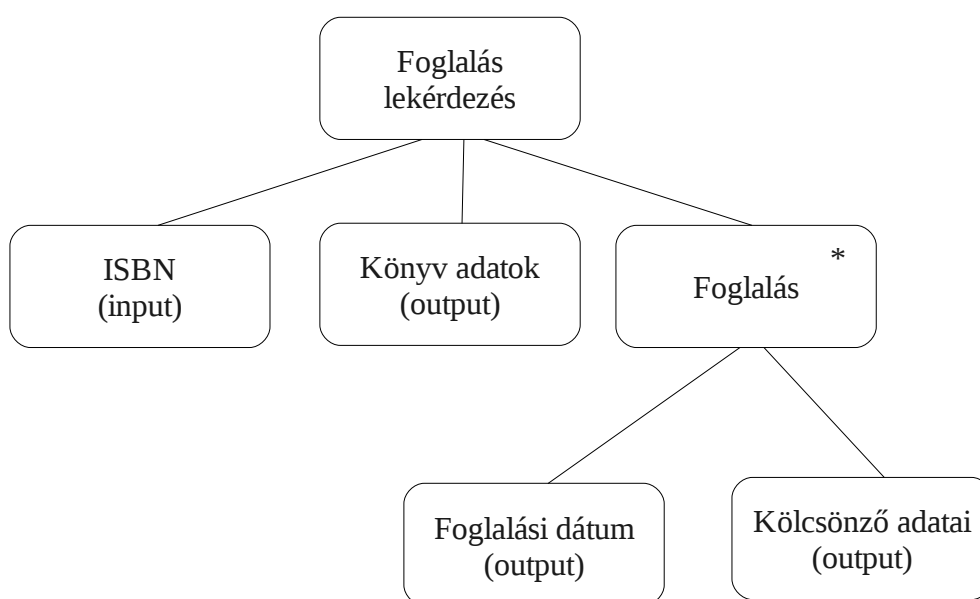 Foglalás
lekérdezés
ISBN
(input)
Könyv adatok
(output)
*
Foglalás
Foglalási dátum
(output)
Kölcsönző adatai
(output)